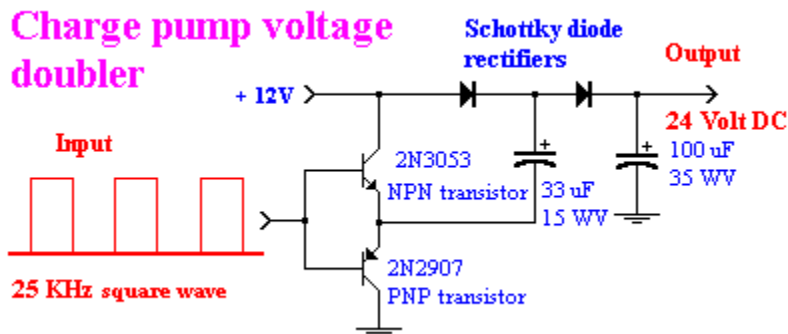 Charge pump voltage
doubler
Schottky diode
rectifiers
Output
+ 12V
24 Volt DC
Input
2N3053
NPN transistor
33 uF
15 WV
100 uF
35 WV
+
+
2N2907
PNP transistor
25 KHz square wave